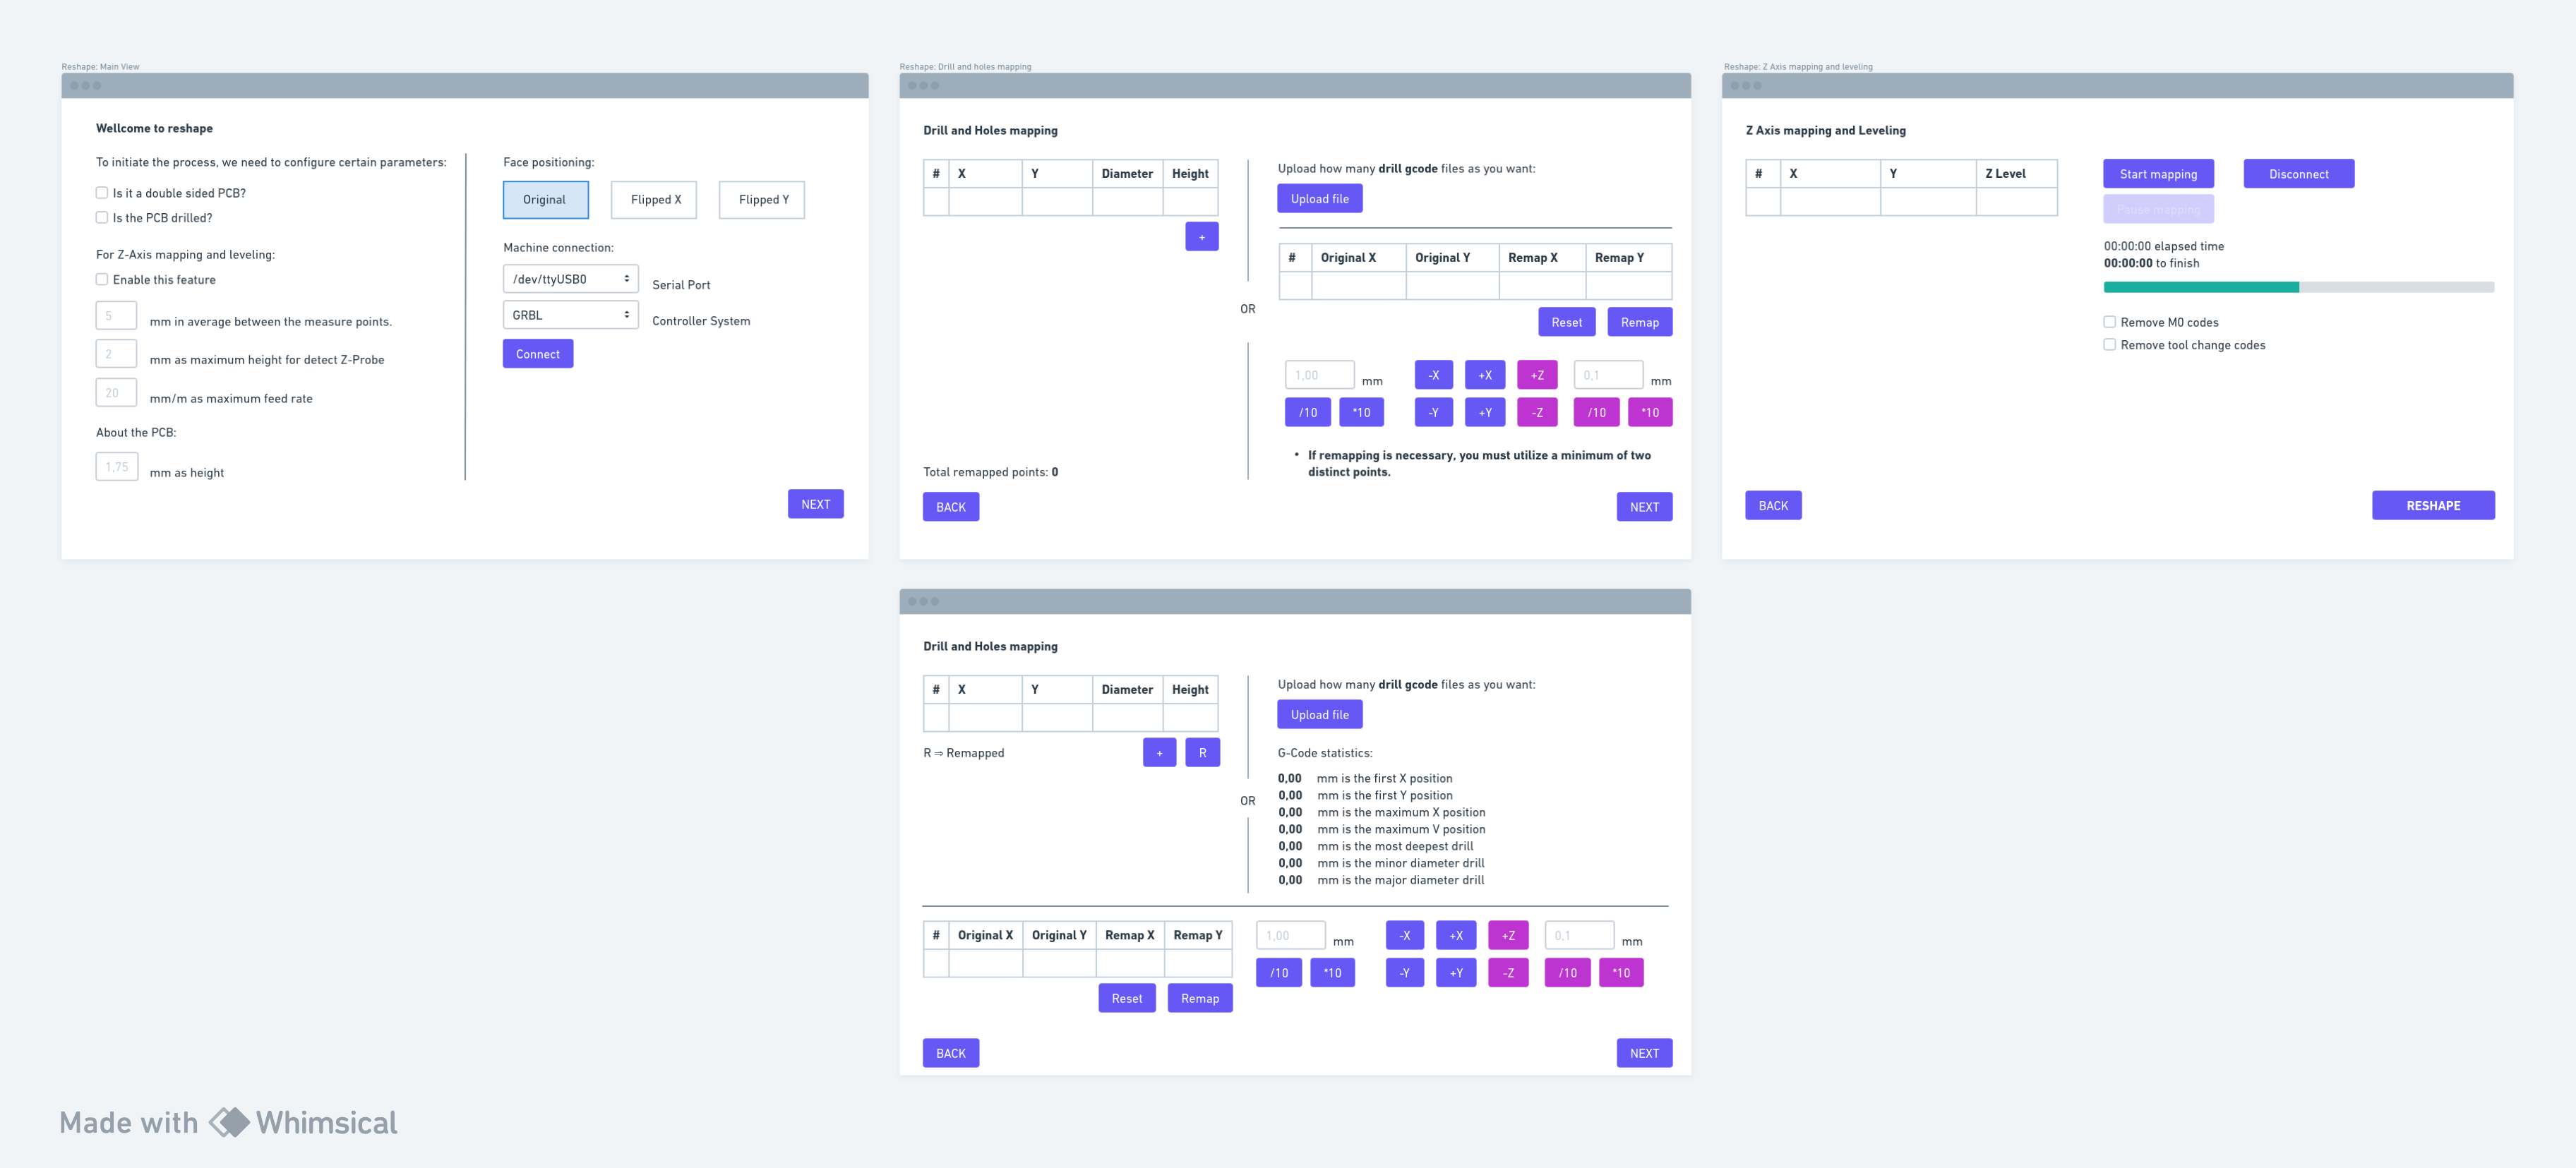 Reshape: Main View
Wellcome to reshape
To initiate the process, we need to configure certain parameters:
Is it a double sided PCB?
Is the PCB drilled?
For Z-Axis mapping and leveling:
Enable this feature
5 mm in average between the measure points.
2 mm as maximum height for detect Z-Probe
20 mm/m as maximum feed rate
About the PCB:
1,75 mm as height
Face positioning:
Original Flipped X Flipped Y
Machine connection:
/dev/ttyUSB0 Serial Port
GRBL Controller System
Connect
NEXT
Reshape: Drill and holes mapping
Drill and Holes mapping
# X Y Diameter Height
+
Total remapped points: 0
BACK
OR
Upload how many drill gcode files as you want:
Upload file
# Original X Original Y Remap X Remap Y
Reset Remap
1,00 mm -X +X +Z 0,1 mm
/10 *10 -Y +Y -Z /10 *10
• If remapping is necessary, you must utilize a minimum of two
distinct points.
NEXT
Reshape: Z Axis mapping and leveling
Z Axis mapping and Leveling
# X Y Z Level
Start mapping Disconnect
Pause mapping
00:00:00 elapsed time
00:00:00 to finish
Remove M0 codes
Remove tool change codes
BACK RESHAPE
Drill and Holes mapping
# X Y Diameter Height
R ⇒ Remapped + R
OR
Upload how many drill gcode files as you want:
Upload file
G-Code statistics:
0,00 mm is the first X position
0,00 mm is the first Y position
0,00 mm is the maximum X position
0,00 mm is the maximum V position
0,00 mm is the most deepest drill
0,00 mm is the minor diameter drill
0,00 mm is the major diameter drill
# Original X Original Y Remap X Remap Y
Reset Remap
1,00 mm -X +X +Z 0,1 mm
/10 *10 -Y +Y -Z /10 *10
BACK NEXT
Made with Whimsical